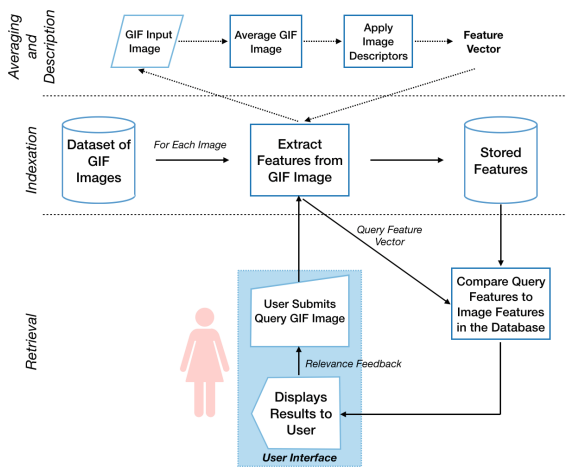 Averaging
and
Description
GIF Input
Image
Average GIF
Image
Apply
Image
Descriptors
Feature
Vector
Indexation
Dataset of
GIF
Images
For Each Image
Extract
Features from
GIF Image
Stored
Features
Retrieval
Query Feature
Vector
User Submits
Query GIF Image
Compare Query
Features to
Image Features
in the Database
Relevance Feedback
Displays
Results to
User
User Interface